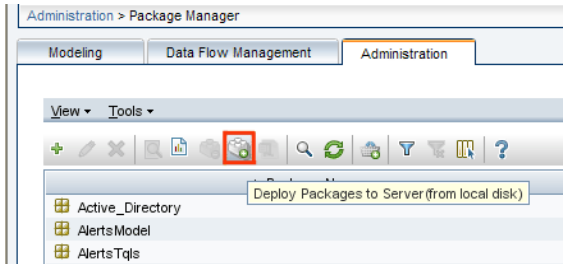 Administration > Package Manager
Modeling Data Flow Management Administration
View Tools
?
Deploy Packages to Server(from local disk)
Active_Directory
AlertsModel
AlertsTqls